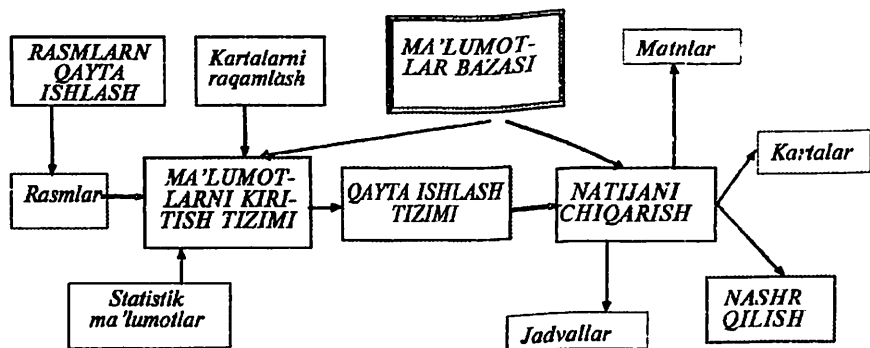 RASMLARN
QAYTA
ISHLASH
Kartalarni
raqamlash
MA'LUMOT-
LAR BAZASI
Matnlar
Kartalar
Rasmlar
MA'LUMOT-
LARNI KIRI-
TISH TIZIMI
QAYTA ISHLASH
TIZIMI
NATIJANI
CHIQARISH
Statistik
ma'lumotlar
Jadvallar
NASHR
QILISH